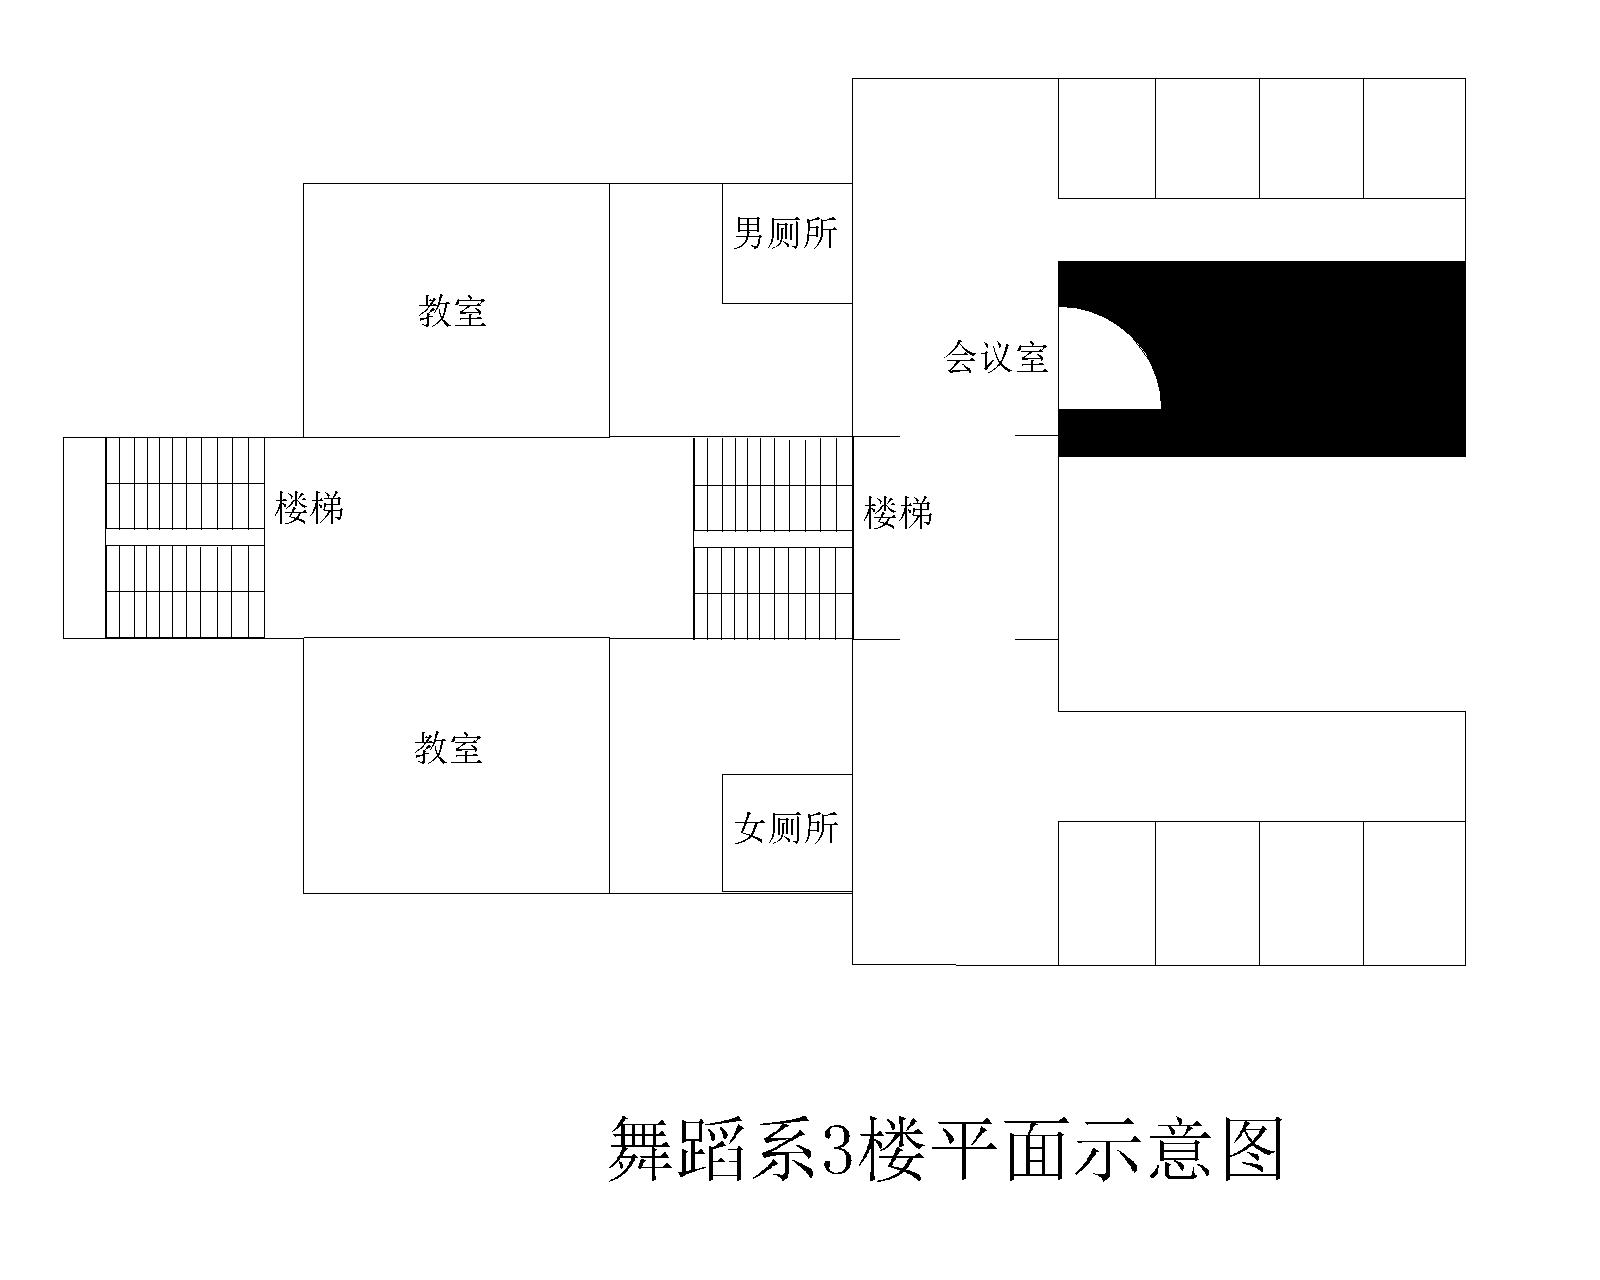 男厕所
教室
会议室
楼梯
楼梯
教室
女厕所
舞蹈系3楼平面示意图